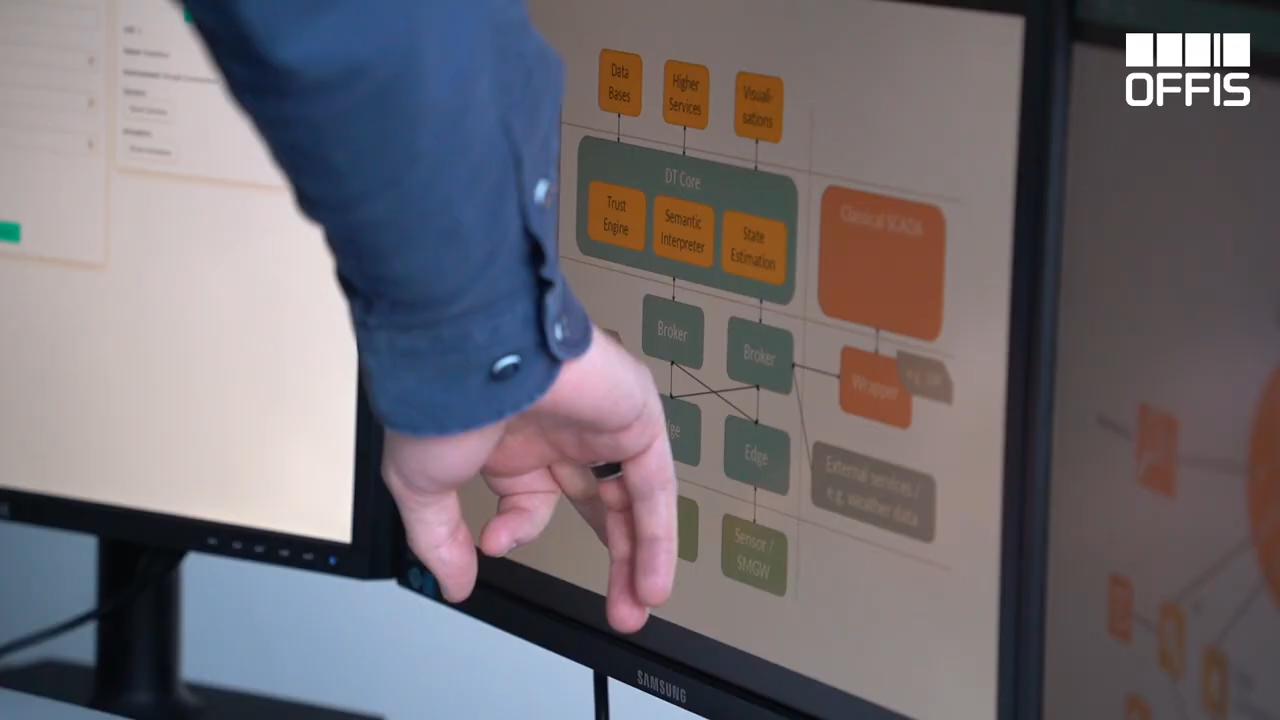 OFFIS
Data
Bases
Higher
Services
Visuali-
sations
DT Core
Trust
Engine
Semantic
Interpreter
State
Estimation
Classical SCADA
Broker
Broker
Wrapper
Edge
External services /
e.g. weather data
Sensor /
SMGW
SAMSUNG